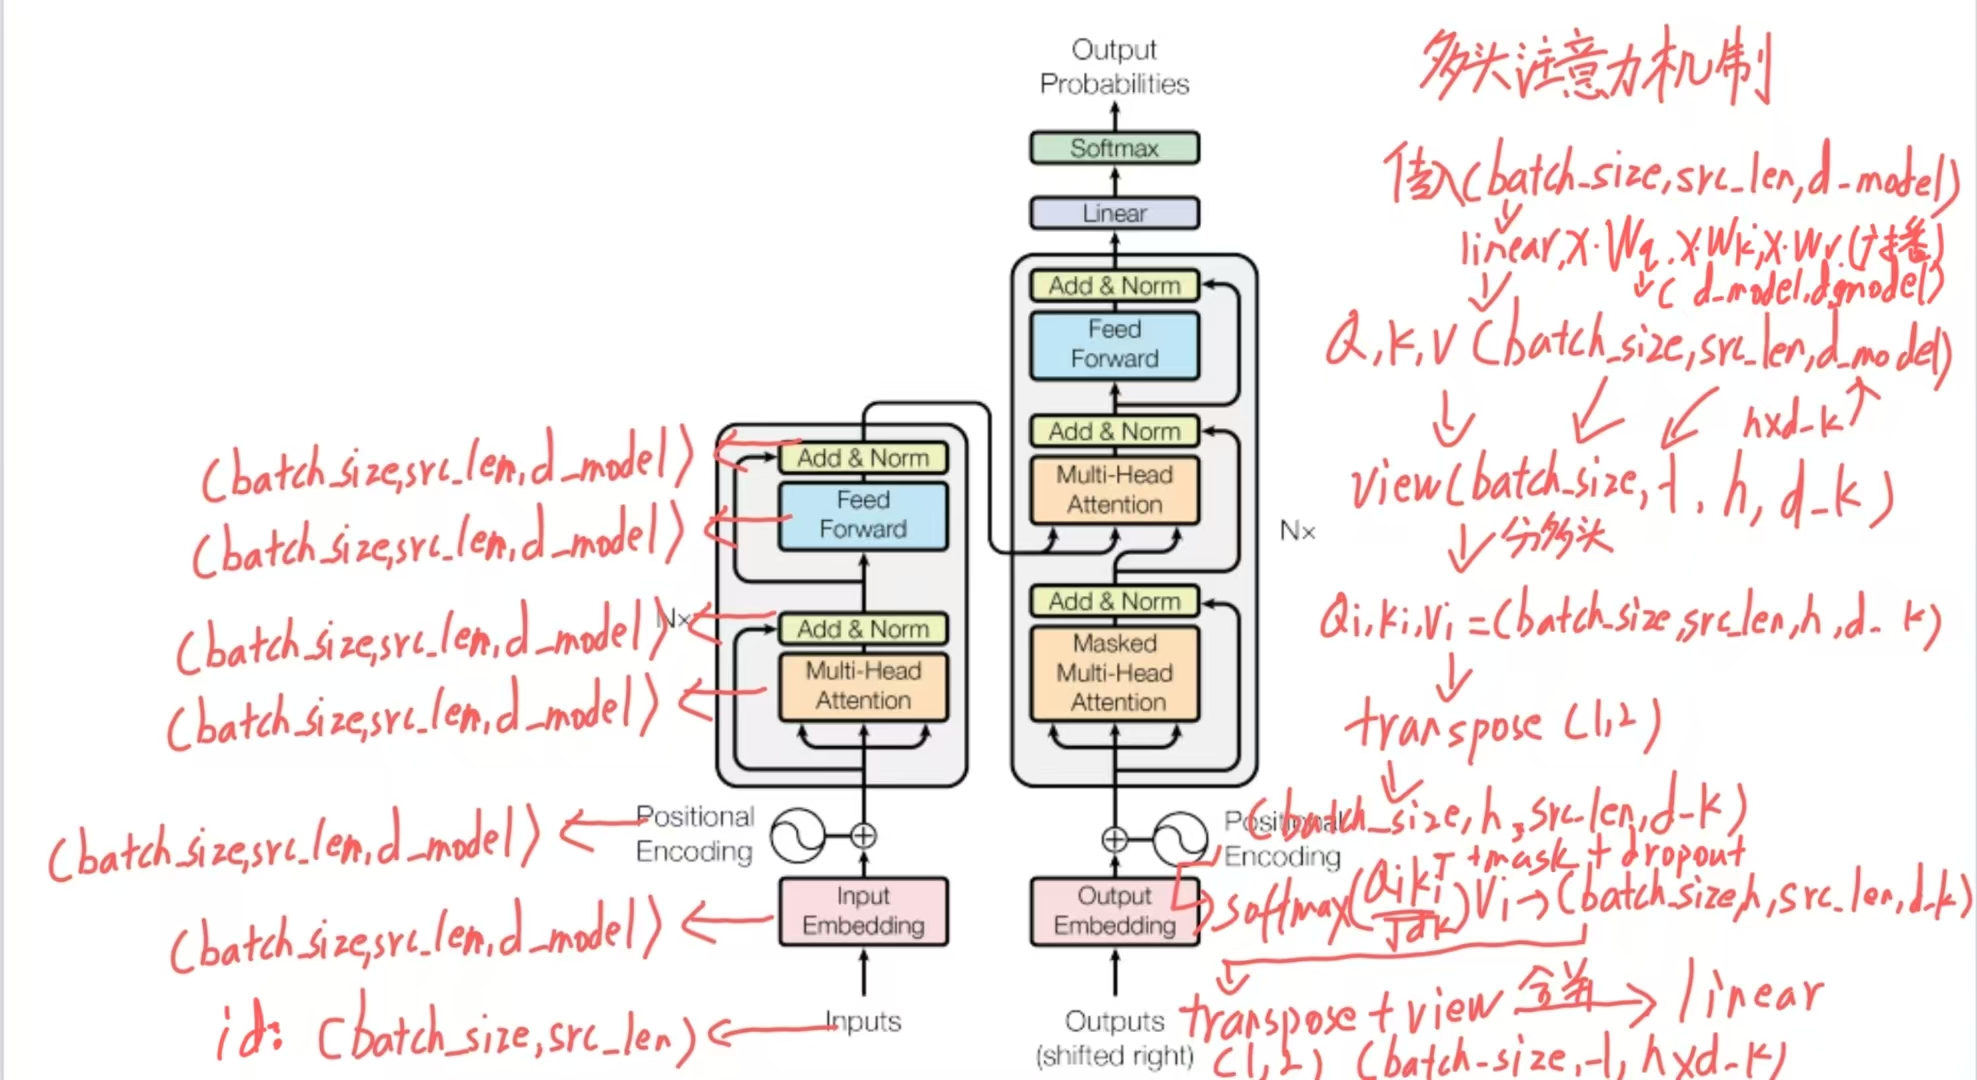 Output
Probabilities
Softmax
Linear
Add & Norm
Feed
Forward
Add & Norm
Multi-Head
Attention
Nx
Add & Norm
Masked
Multi-Head
Attention
Positional
Encoding
Output
Embedding
Outputs
(shifted right)
Add & Norm
Feed
Forward
Nx
Add & Norm
Multi-Head
Attention
Positional
Encoding
Input
Embedding
Inputs
(batch_size,src_len,d_model)
(batch_size,src_len,d_model)
(batch_size,src_len,d_model)
(batch_size,src_len,d_model)
(batch_size,src_len,d_model)
(batch_size,src_len,d_model)
id: (batch_size,src_len)
多头注意力机制
传入(batch_size,src_len,d_model)
linear,X·Wq,X·Wk,X·Wv
(d_model,d_model)
Q,K,V (batch_size,src_len,d_model)
h×d_k
view(batch_size,-1,h,d_k)
分多头
Qi,Ki,Vi=(batch_size,src_len,h,d_k)
transpose (1,2)
(batch_size,h,src_len,d_k)
+mask+dropout
softmax(QiKiᵀ/√dk)Vi→(batch_size,h,src_len,d_k)
transpose+view 合并→linear
(1,2) (batch-size,-1,h×d_k)